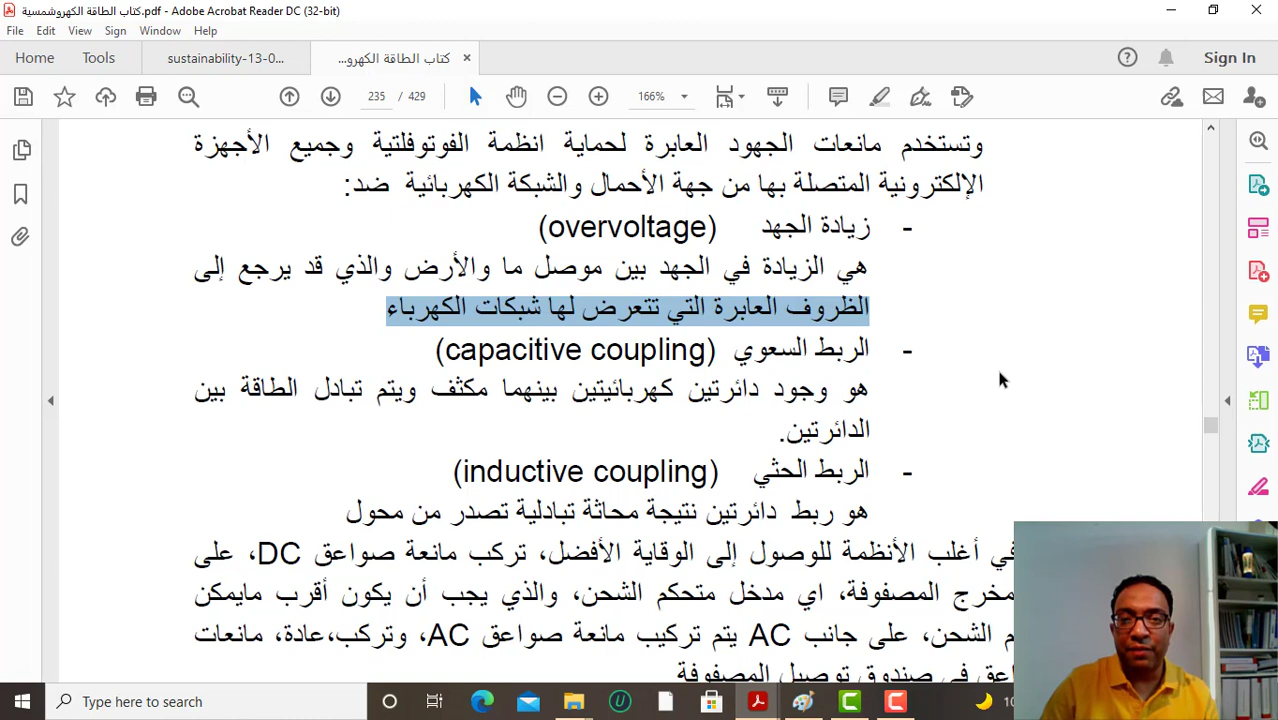 كتاب الطاقة الكهروشمسية.pdf - Adobe Acrobat Reader DC (32-bit)
File Edit View Sign Window Help
Home Tools sustainability-13-0... كتاب الطاقة الكهرو... Sign In
235 / 429 166%
وتستخدم مانعات الجهود العابرة لحماية انظمة الفوتوفلتية وجميع الأجهزة
الإلكترونية المتصلة بها من جهة الأحمال والشبكة الكهربائية ضد:
- زيادة الجهد (overvoltage)
هي الزيادة في الجهد بين موصل ما والأرض والذي قد يرجع إلى
الظروف العابرة التي تتعرض لها شبكات الكهرباء
- الربط السعوي (capacitive coupling)
هو وجود دائرتين كهربائيتين بينهما مكثف ويتم تبادل الطاقة بين
الدائرتين.
- الربط الحثي (inductive coupling)
هو ربط دائرتين نتيجة محاثة تبادلية تصدر من محول
في أغلب الأنظمة للوصول إلى الوقاية الأفضل، تركب مانعة صواعق DC، على
مخرج المصفوفة، اي مدخل متحكم الشحن، والذي يجب أن يكون أقرب مايمكن
الشحن، على جانب AC يتم تركيب مانعة صواعق AC، وتركب،عادة، مانعات
في صندوق توصيل المصفوفة
Type here to search